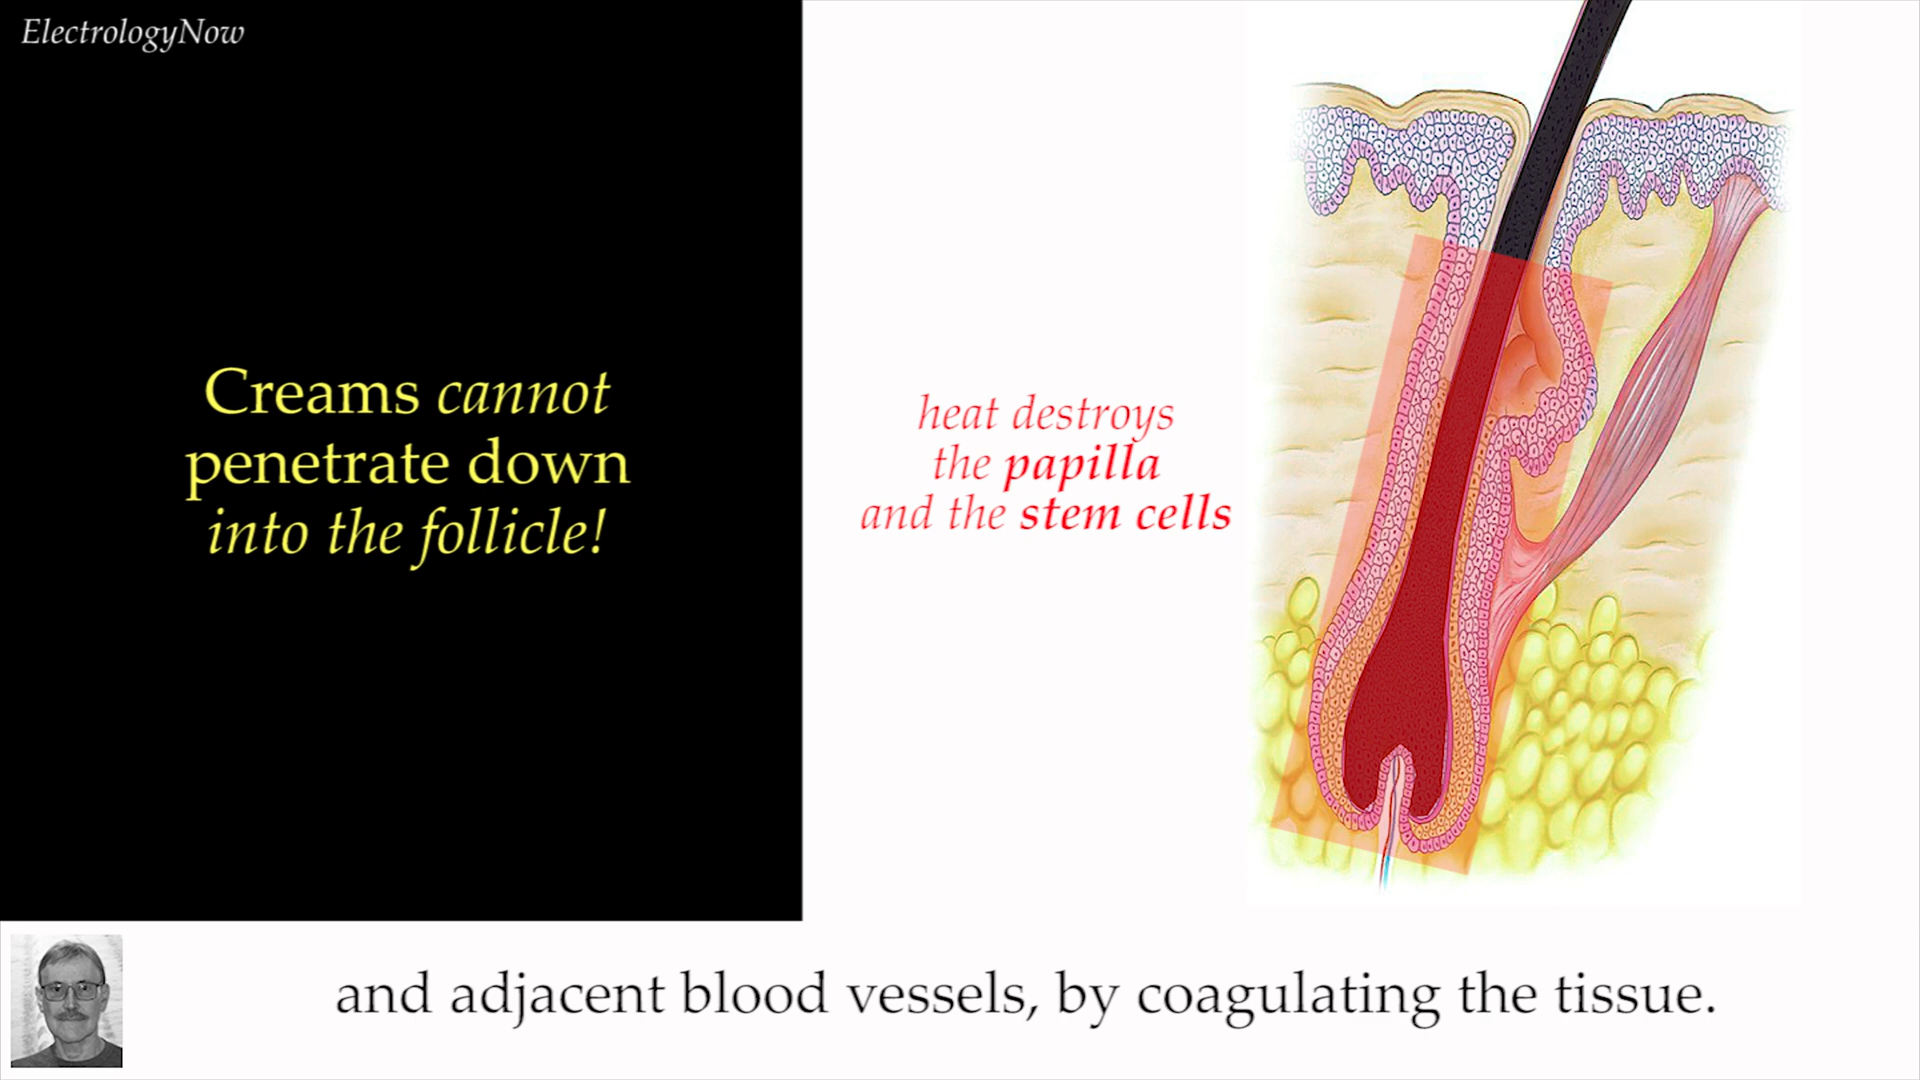 ElectrologyNow
Creams cannot
penetrate down
into the follicle!
heat destroys
the papilla
and the stem cells
and adjacent blood vessels, by coagulating the tissue.